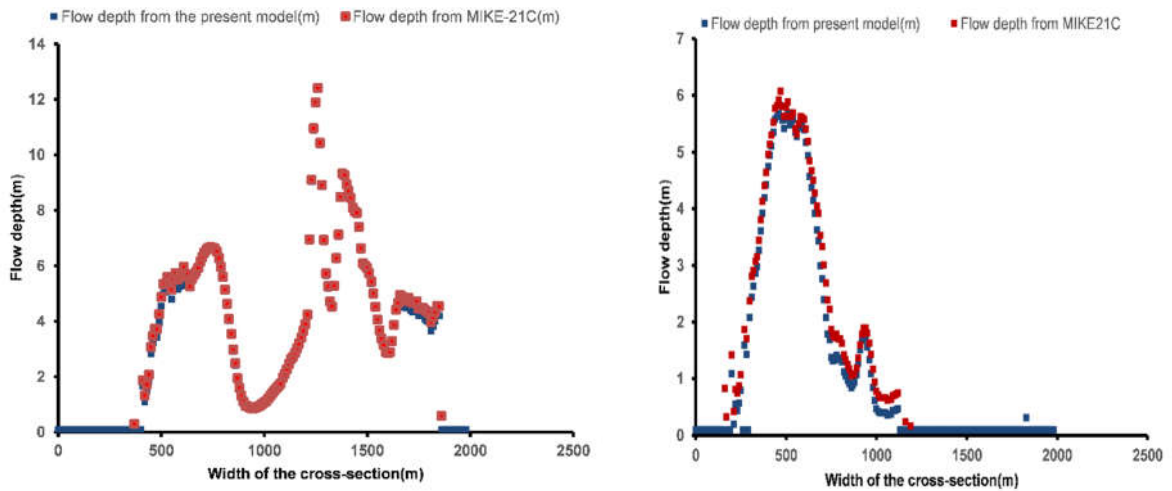 Flow depth from the present model(m) Flow depth from MIKE-21C(m)
14
12
10
8
6
4
2
0
Flow depth(m)
0 500 1000 1500 2000 2500
Width of the cross-section(m)
Flow depth from present model(m) Flow depth from MIKE21C
7
6
5
4
3
2
1
0
Flow depth(m)
0 500 1000 1500 2000 2500
Width of the cross-section(m)